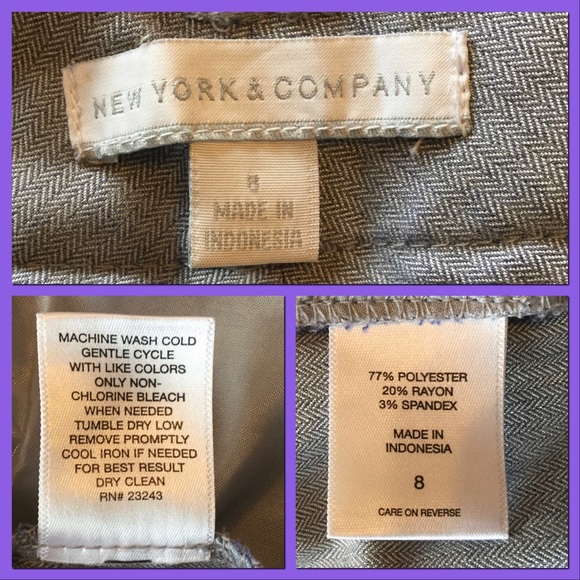 NEW YORK & COMPANY
8
MADE IN
INDONESIA
MACHINE WASH COLD
GENTLE CYCLE
WITH LIKE COLORS
ONLY NON-
CHLORINE BLEACH
WHEN NEEDED
TUMBLE DRY LOW
REMOVE PROMPTLY
COOL IRON IF NEEDED
FOR BEST RESULT
DRY CLEAN
RN# 23243
77% POLYESTER
20% RAYON
3% SPANDEX
MADE IN
INDONESIA
8
CARE ON REVERSE